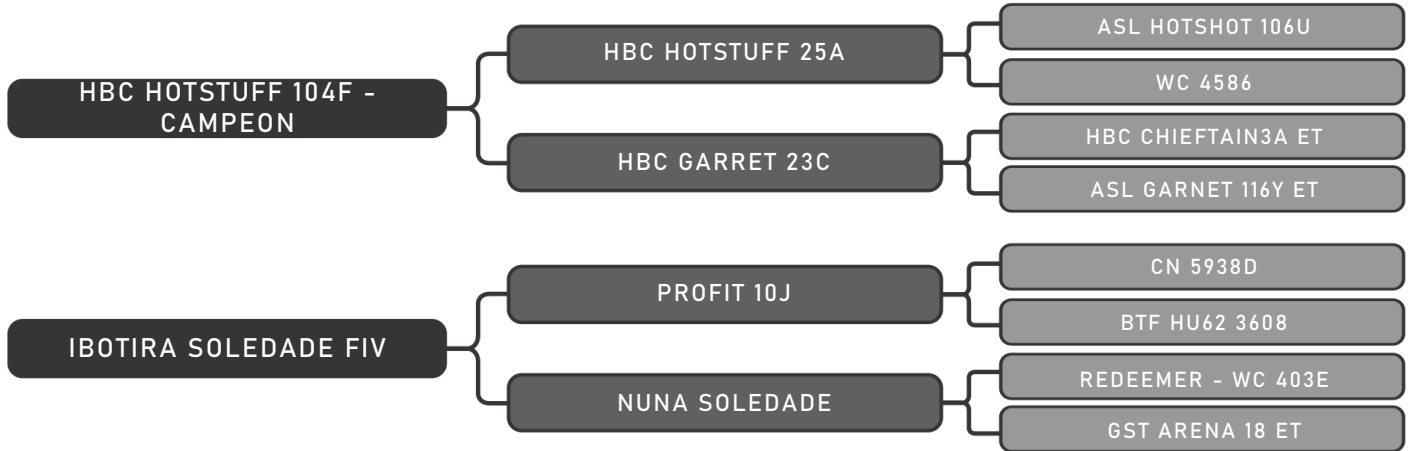 HBC HOTSTUFF 104F -
CAMPEON
HBC HOTSTUFF 25A
ASL HOTSHOT 106U
WC 4586
HBC GARRET 23C
HBC CHIEFTAIN3A ET
ASL GARNET 116Y ET
IBOTIRA SOLEDADE FIV
PROFIT 10J
CN 5938D
BTF HU62 3608
NUNA SOLEDADE
REDEEMER - WC 403E
GST ARENA 18 ET